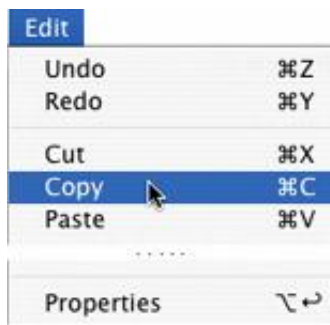 Edit
Undo ⌘Z
Redo ⌘Y
Cut ⌘X
Copy ⌘C
Paste ⌘V
.....
Properties ⌥↩